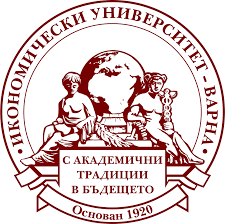 • ИКОНОМИЧЕСКИ УНИВЕРСИТЕТ - ВАРНА •
С АКАДЕМИЧНИ
ТРАДИЦИИ
В БЪДЕЩЕТО
Основан 1920